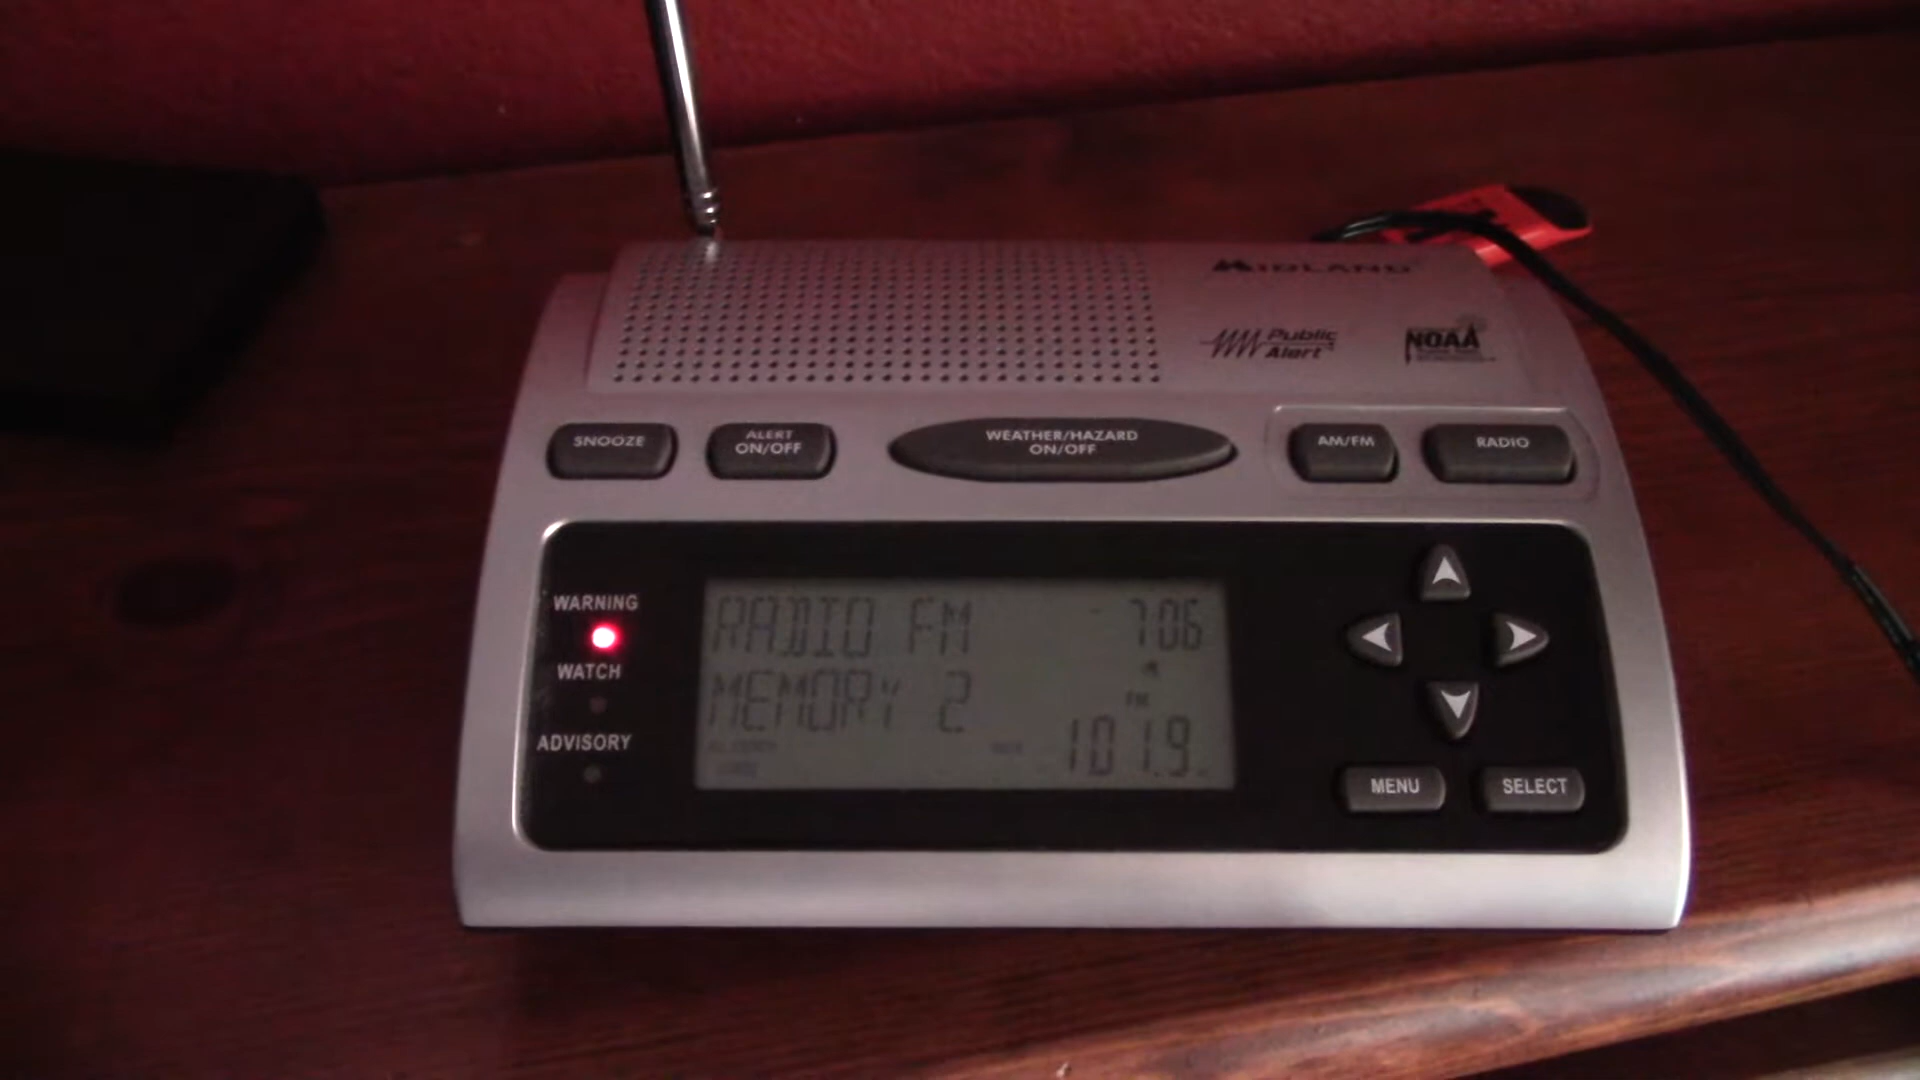 MIDLAND
Public
Alert
NOAA
SNOOZE
ALERT
ON/OFF
WEATHER/HAZARD
ON/OFF
AM/FM
RADIO
WARNING
WATCH
ADVISORY
RADIO FM 7:06
MEMORY 2
FM
101.9
MENU
SELECT